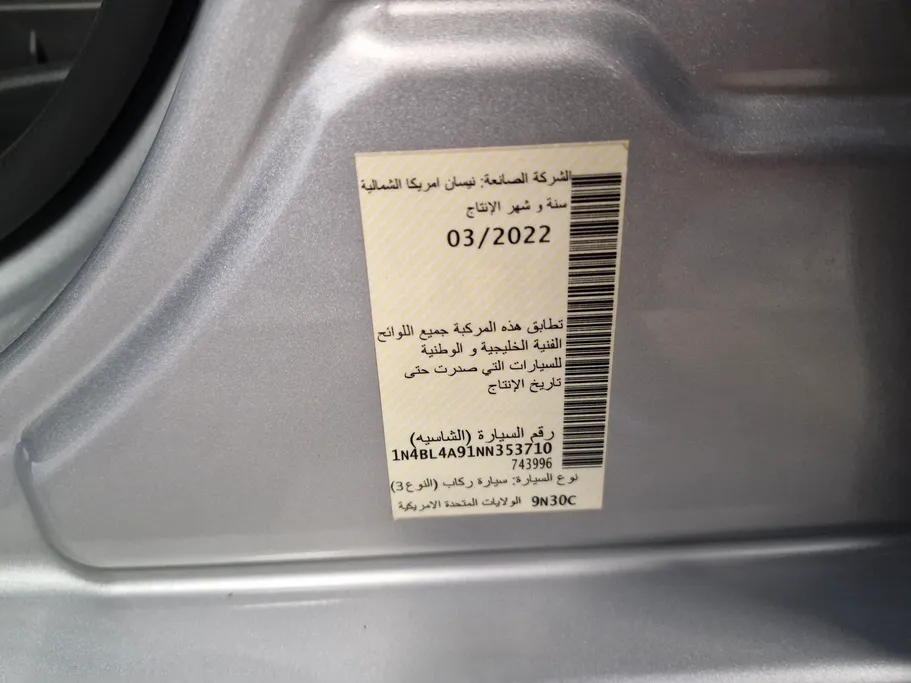 الشركة الصانعة: نيسان امريكا الشمالية
سنة و شهر الإنتاج
03/2022
تطابق هذه المركبة جميع اللوائح
الفنية الخليجية و الوطنية
للسيارات التي صدرت حتى
تاريخ الإنتاج
رقم السيارة (الشاسيه)
1N4BL4A91NN353710
743996
نوع السيارة: سيارة ركاب (النوع3)
9N30C الولايات المتحدة الامريكية